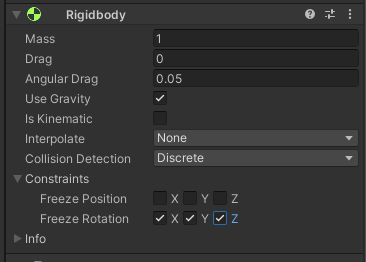 Rigidbody
Mass 1
Drag 0
Angular Drag 0.05
Use Gravity
Is Kinematic
Interpolate None
Collision Detection Discrete
Constraints
Freeze Position X Y Z
Freeze Rotation X Y Z
Info